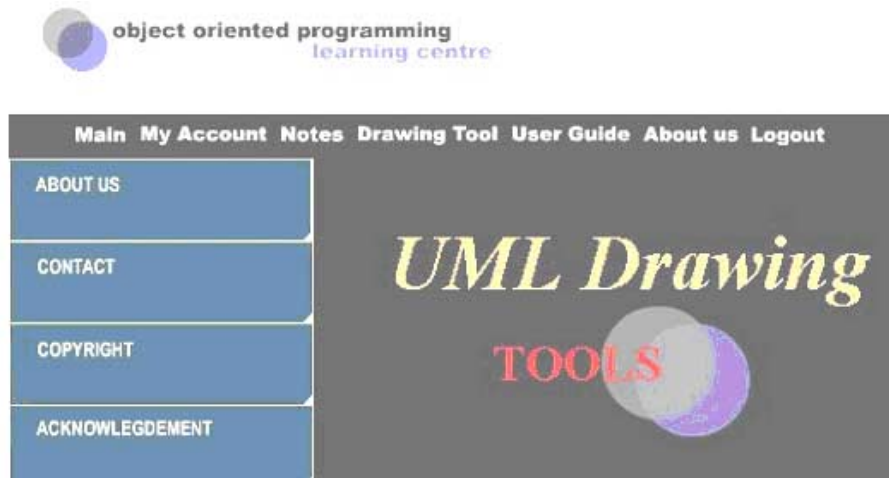 object oriented programming
learning centre
Main My Account Notes Drawing Tool User Guide About us Logout
ABOUT US
CONTACT
COPYRIGHT
ACKNOWLEGDEMENT
UML Drawing
TOOLS